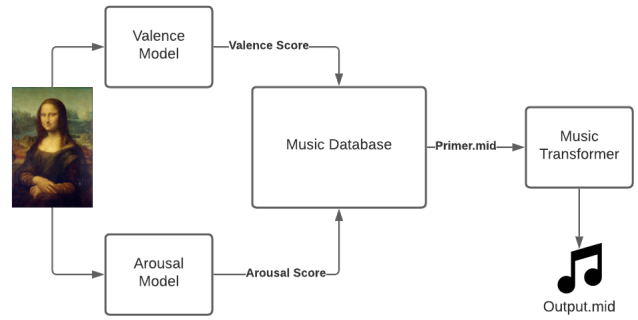 Valence
Model
Valence Score
Music Database
Primer.mid
Music
Transformer
Arousal
Model
Arousal Score
Output.mid